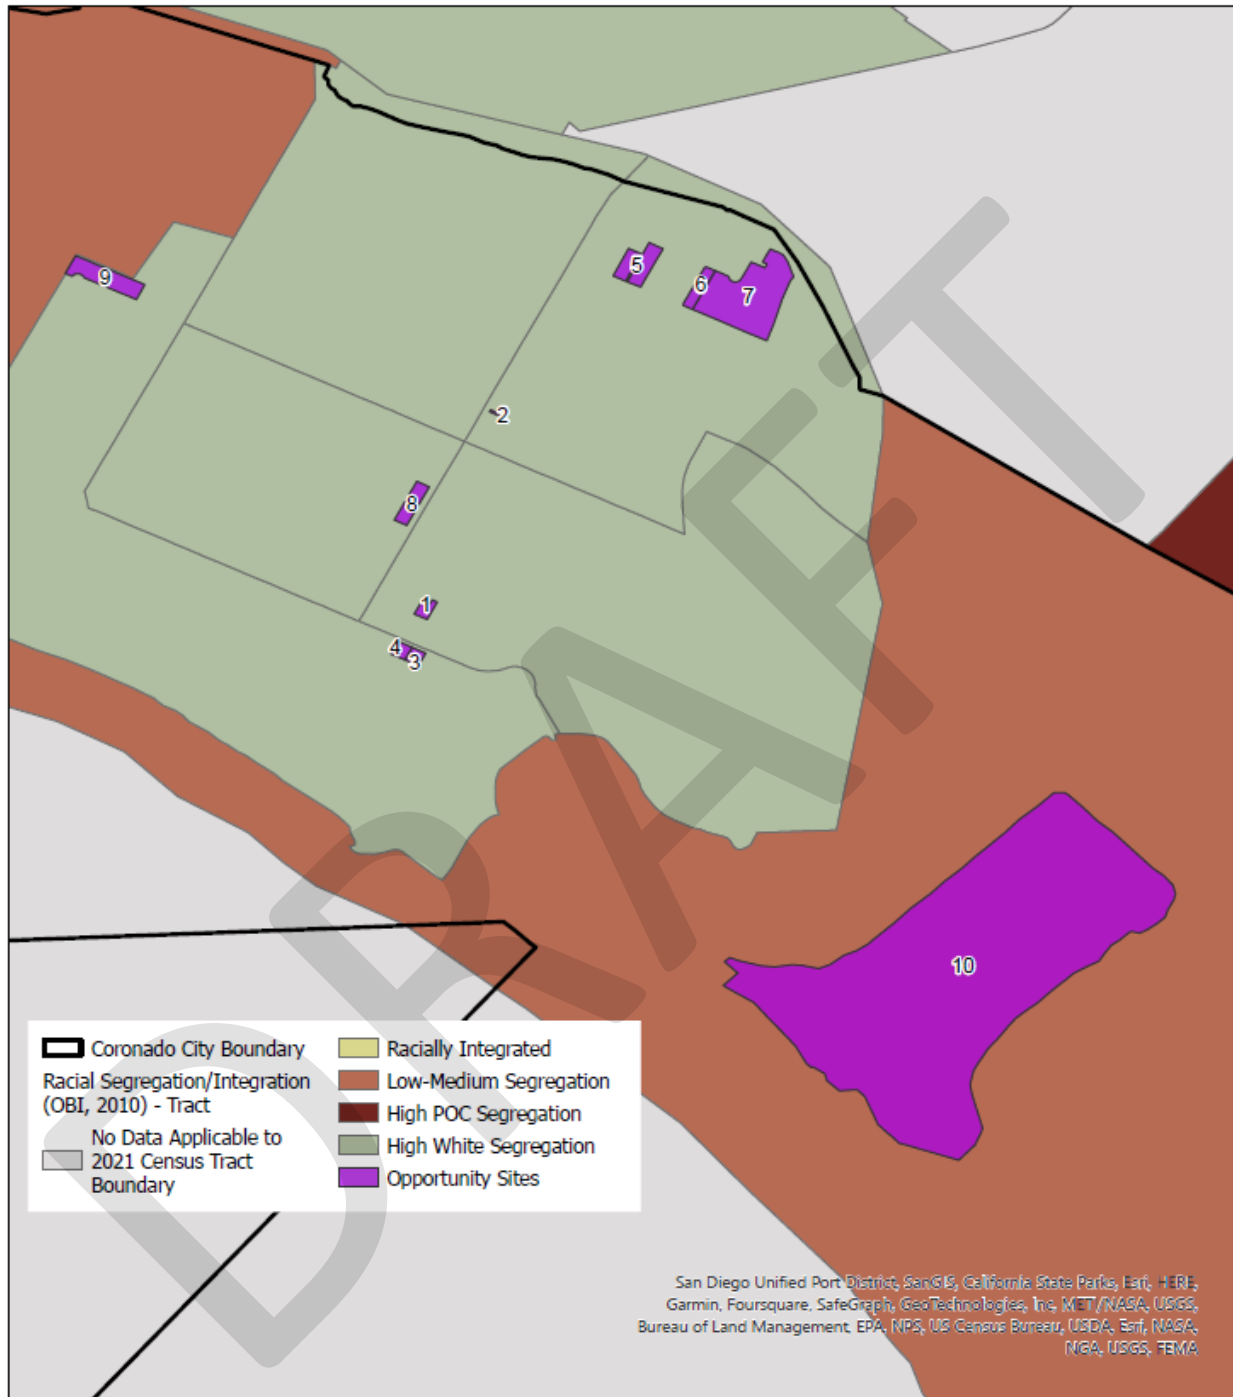 5
6
7
9
2
8
1
4
3
10
DRAFT
Coronado City Boundary
Racial Segregation/Integration
(OBI, 2010) - Tract
No Data Applicable to
2021 Census Tract
Boundary
Racially Integrated
Low-Medium Segregation
High POC Segregation
High White Segregation
Opportunity Sites
San Diego Unified Port District, SanGIS, California State Parks, Esri, HERE,
Garmin, Foursquare, SafeGraph, GeoTechnologies, Inc, MET/NASA, USGS,
Bureau of Land Management, EPA, NPS, US Census Bureau, USDA, Esri, NASA,
NGA, USGS, FEMA